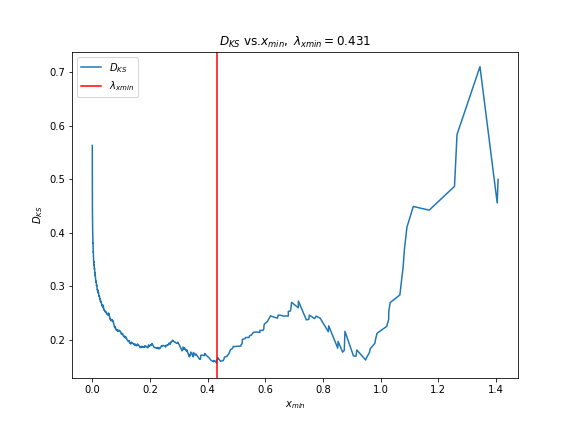 D_KS vs.x_min, λ_xmin = 0.431
D_KS
λ_xmin
0.7
0.6
0.5
0.4
0.3
0.2
D_KS
0.0 0.2 0.4 0.6 0.8 1.0 1.2 1.4
x_min